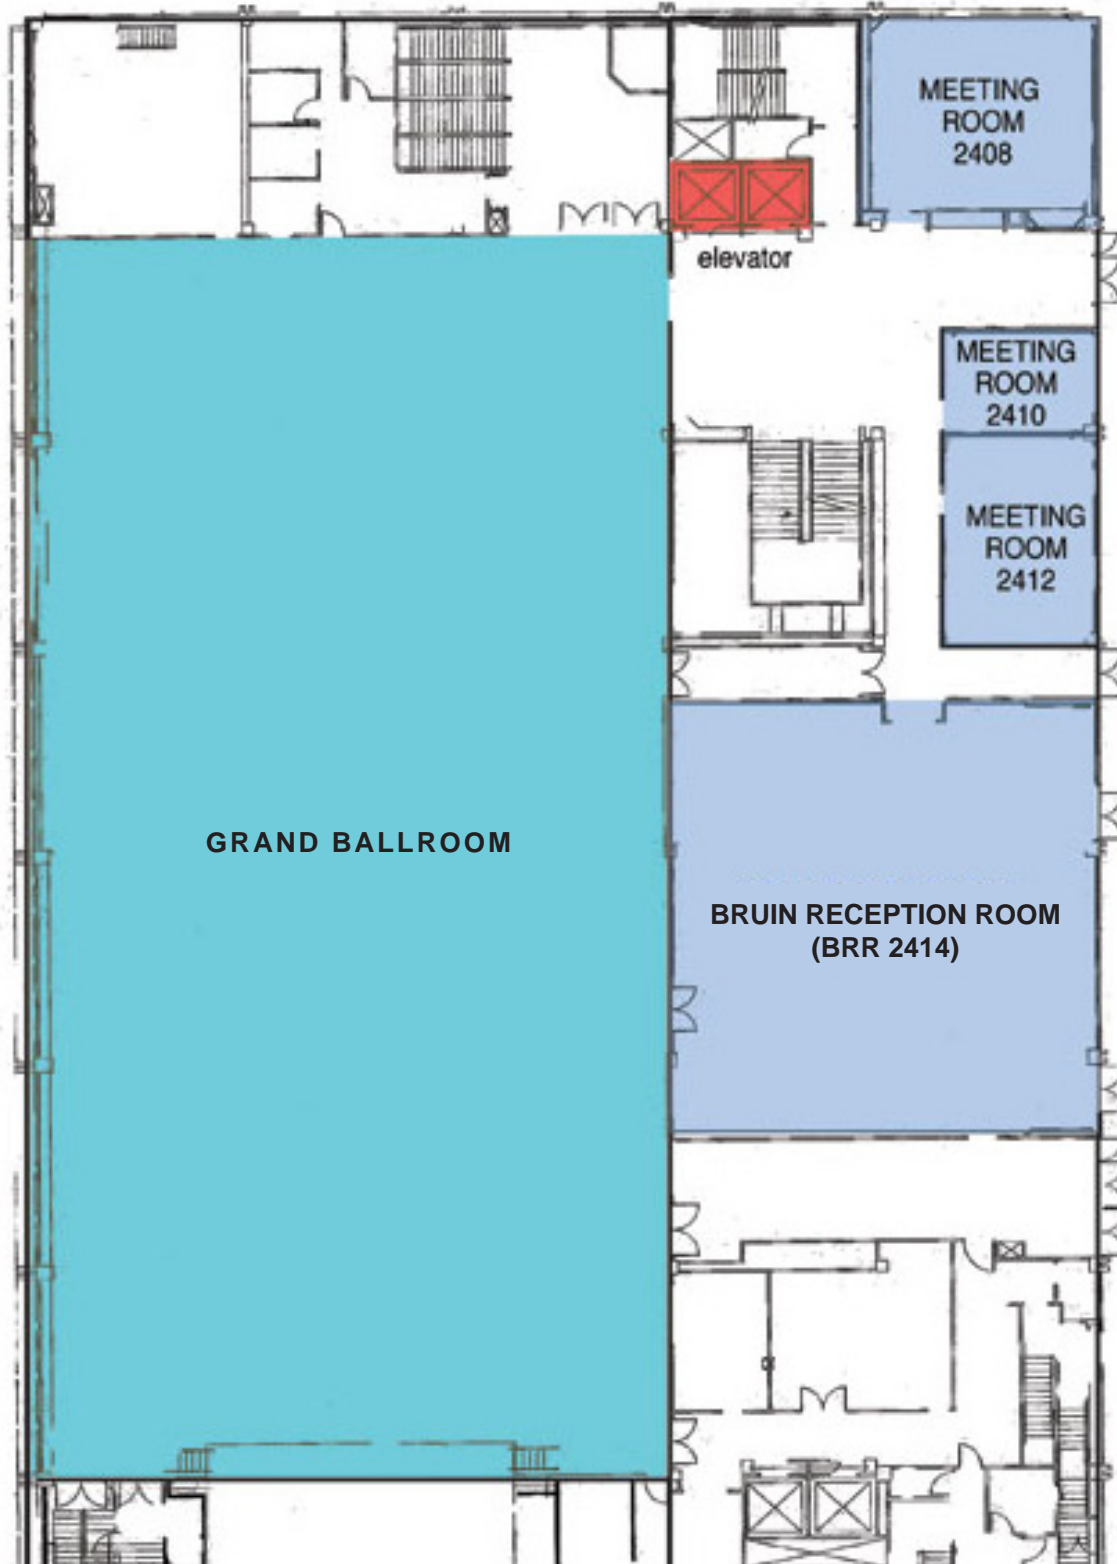 MEETING
ROOM
2408
elevator
MEETING
ROOM
2410
MEETING
ROOM
2412
GRAND BALLROOM
BRUIN RECEPTION ROOM
(BRR 2414)